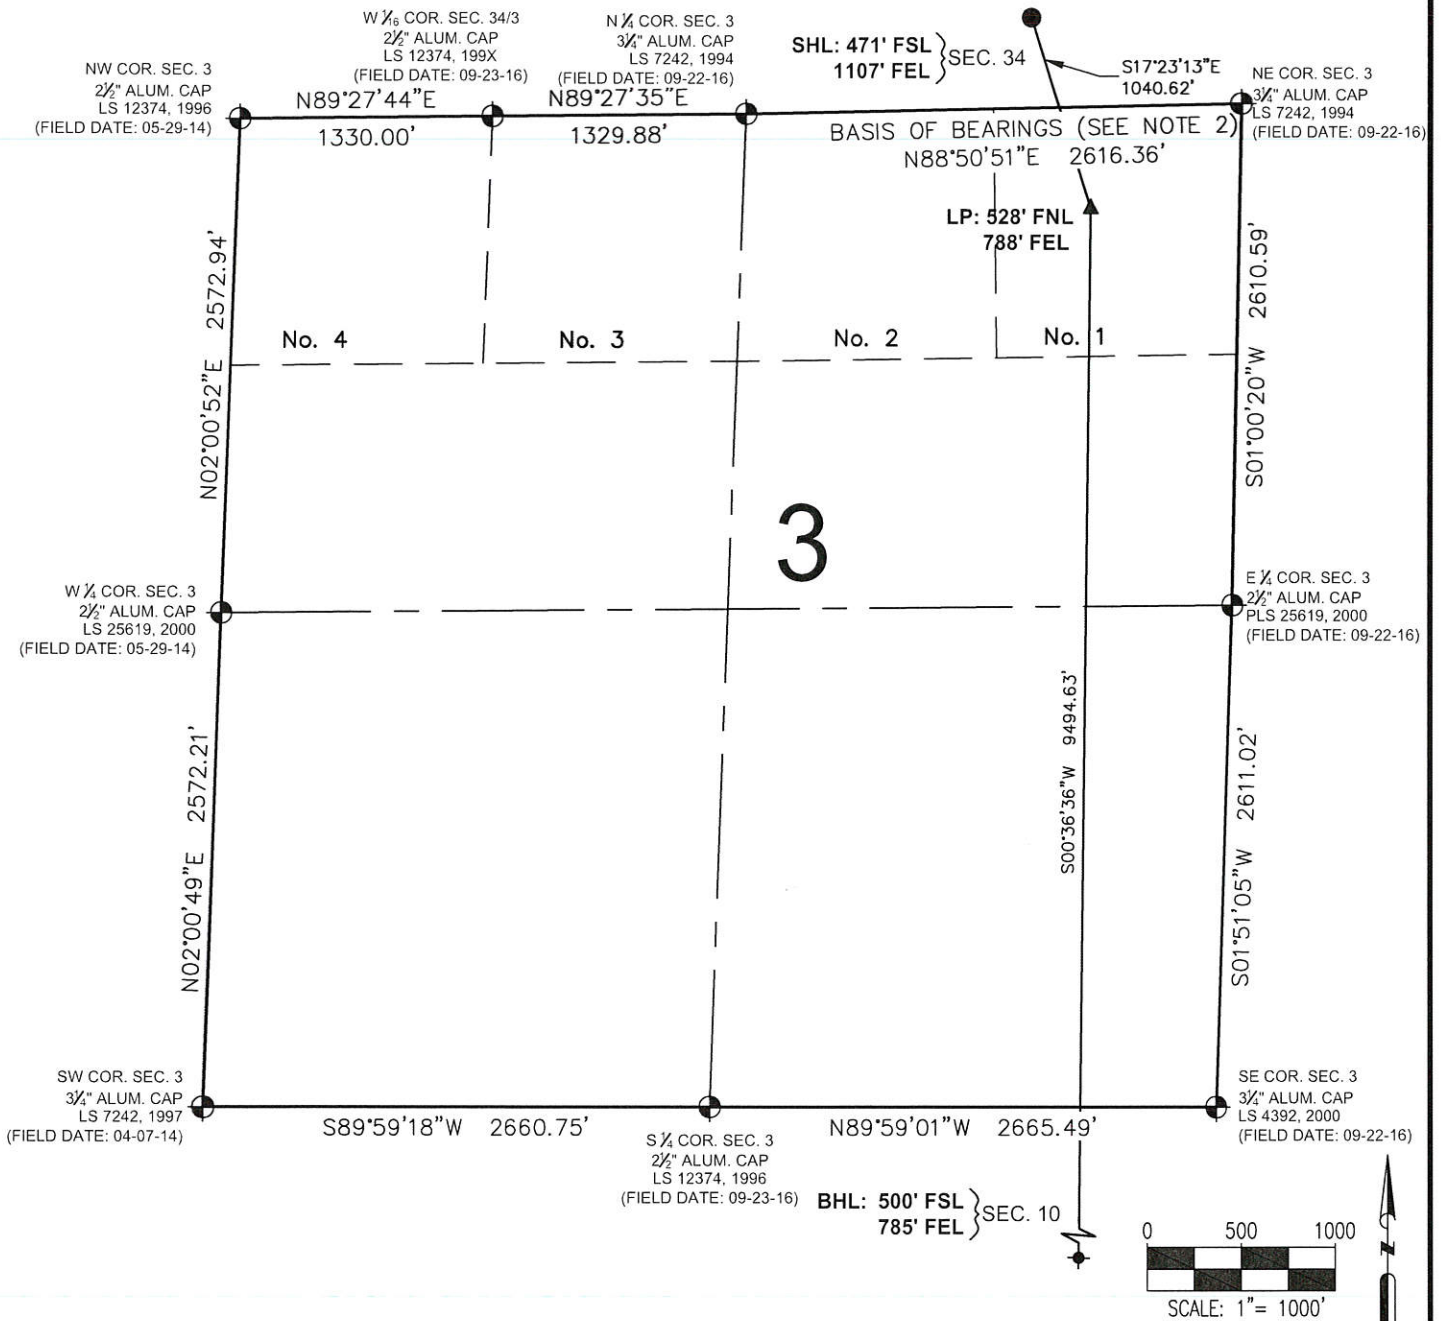 W 1/16 COR. SEC. 34/3
2½" ALUM. CAP
LS 12374, 199X
(FIELD DATE: 09-23-16)
N ¼ COR. SEC. 3
3¼" ALUM. CAP
LS 7242, 1994
(FIELD DATE: 09-22-16)
SHL: 471' FSL
1107' FEL
SEC. 34
S17°23'13"E
1040.62'
NW COR. SEC. 3
2½" ALUM. CAP
LS 12374, 1996
(FIELD DATE: 05-29-14)
NE COR. SEC. 3
3¼" ALUM. CAP
LS 7242, 1994
(FIELD DATE: 09-22-16)
N89°27'44"E
1330.00'
N89°27'35"E
1329.88'
BASIS OF BEARINGS (SEE NOTE 2)
N88°50'51"E 2616.36'
LP: 528' FNL
788' FEL
N02°00'52"E 2572.94'
S01°00'20"W 2610.59'
No. 4
No. 3
No. 2
No. 1
3
W ¼ COR. SEC. 3
2½" ALUM. CAP
LS 25619, 2000
(FIELD DATE: 05-29-14)
E ¼ COR. SEC. 3
2½" ALUM. CAP
PLS 25619, 2000
(FIELD DATE: 09-22-16)
N02°00'49"E 2572.21'
S00°36'36"W 9494.63'
S01°51'05"W 2611.02'
SW COR. SEC. 3
3¼" ALUM. CAP
LS 7242, 1997
(FIELD DATE: 04-07-14)
S89°59'18"W 2660.75'
S ¼ COR. SEC. 3
2½" ALUM. CAP
LS 12374, 1996
(FIELD DATE: 09-23-16)
N89°59'01"W 2665.49'
SE COR. SEC. 3
3¼" ALUM. CAP
LS 4392, 2000
(FIELD DATE: 09-22-16)
BHL: 500' FSL
785' FEL
SEC. 10
0 500 1000
SCALE: 1"= 1000'
N